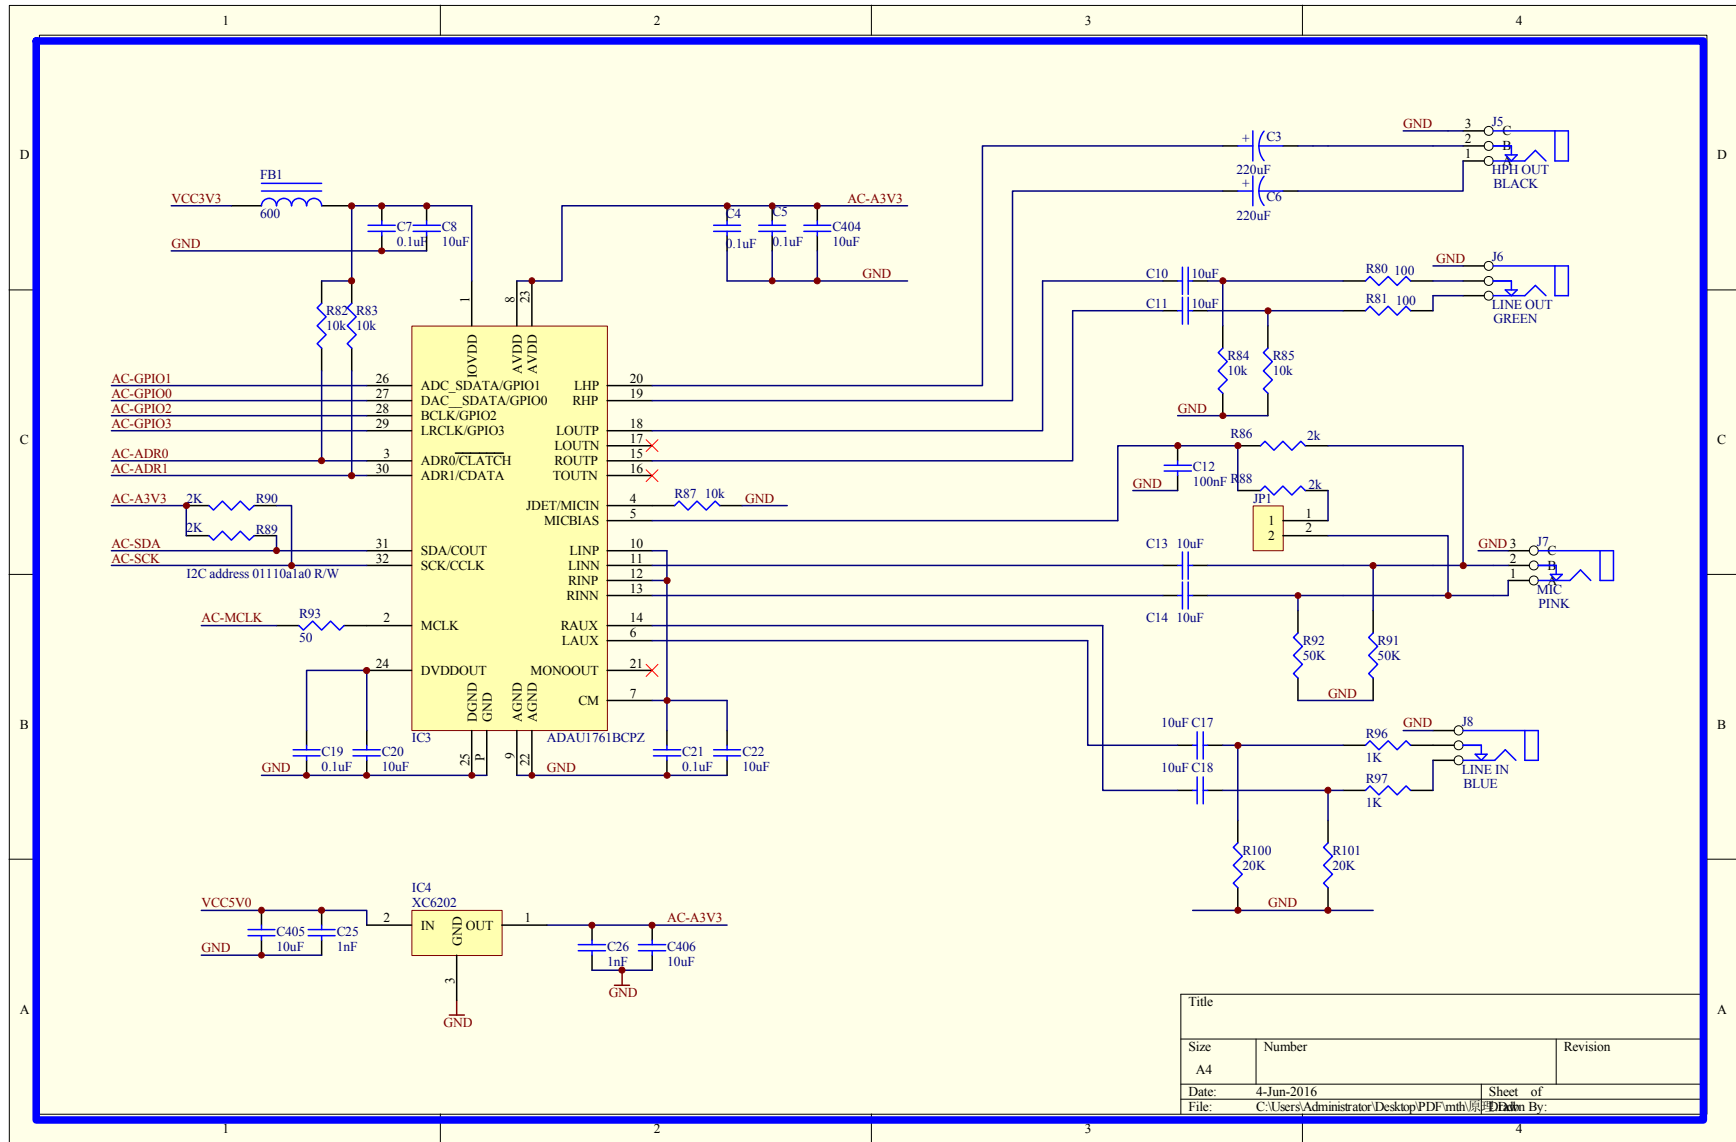 1 2 3 4
D D
C C
B B
A A
1 2 3 4
VCC3V3
FB1
600
GND
C7
0.1uF
C8
10uF
R82
10k
R83
10k
AC-A3V3
C4
0.1uF
C5
0.1uF
C404
10uF
GND
1
8
23
IOVDD
AVDD
AVDD
AC-GPIO1 26 ADC_SDATA/GPIO1
AC-GPIO0 27 DAC_SDATA/GPIO0
AC-GPIO2 28 BCLK/GPIO2
AC-GPIO3 29 LRCLK/GPIO3
AC-ADR0 3 ADR0/CLATCH
AC-ADR1 30 ADR1/CDATA
AC-A3V3 2K R90
2K R89
AC-SDA 31 SDA/COUT
AC-SCK 32 SCK/CCLK
I2C address 01110a1a0 R/W
AC-MCLK R93
50
2 MCLK
24 DVDDOUT
DGND
GND
AGND
AGND
25
P
9
22
IC3
ADAU1761BCPZ
GND
C19
0.1uF
C20
10uF
GND
C21
0.1uF
C22
10uF
LHP 20
RHP 19
LOUTP 18
LOUTN 17
ROUTP 15
TOUTN 16
JDET/MICIN 4 R87 10k GND
MICBIAS 5
LINP 10
LINN 11
RINP 12
RINN 13
RAUX 14
LAUX 6
MONOOUT 21
CM 7
C3
220uF
C6
220uF
+
+
GND 3 J5
C
2 B
1 A
HPH OUT
BLACK
C10 10uF
C11 10uF
R80 100
R81 100
GND J6
LINE OUT
GREEN
R84
10k
R85
10k
GND
R86 2k
C12
100nF
GND
R88 2k
JP1
1 1
2 2
C13 10uF
C14 10uF
GND 3 J7
C
2 B
1 A
MIC
PINK
R92
50K
R91
50K
GND
10uF C17
10uF C18
GND J8
R96
1K
R97
1K
LINE IN
BLUE
R100
20K
R101
20K
GND
VCC5V0
GND
C405
10uF
C25
1nF
IC4
XC6202
2 IN
GND
OUT 1
3
GND
AC-A3V3
C26
1nF
C406
10uF
GND
Title
Size Number Revision
A4
Date: 4-Jun-2016 Sheet of
File: C:\Users\Administrator\Desktop\PDF\mth\原理 By: